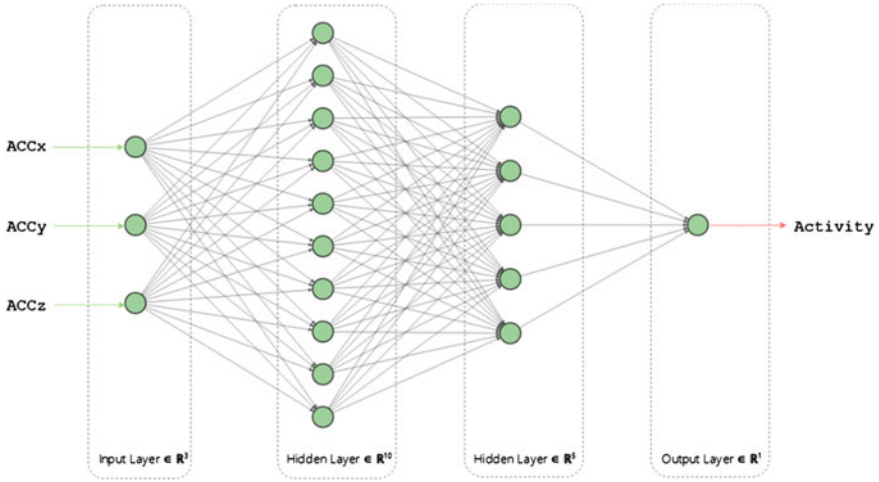 ACCx
ACCy
ACCz
Activity
Input Layer ∈ ℝ³
Hidden Layer ∈ ℝ¹⁰
Hidden Layer ∈ ℝ⁵
Output Layer ∈ ℝ¹